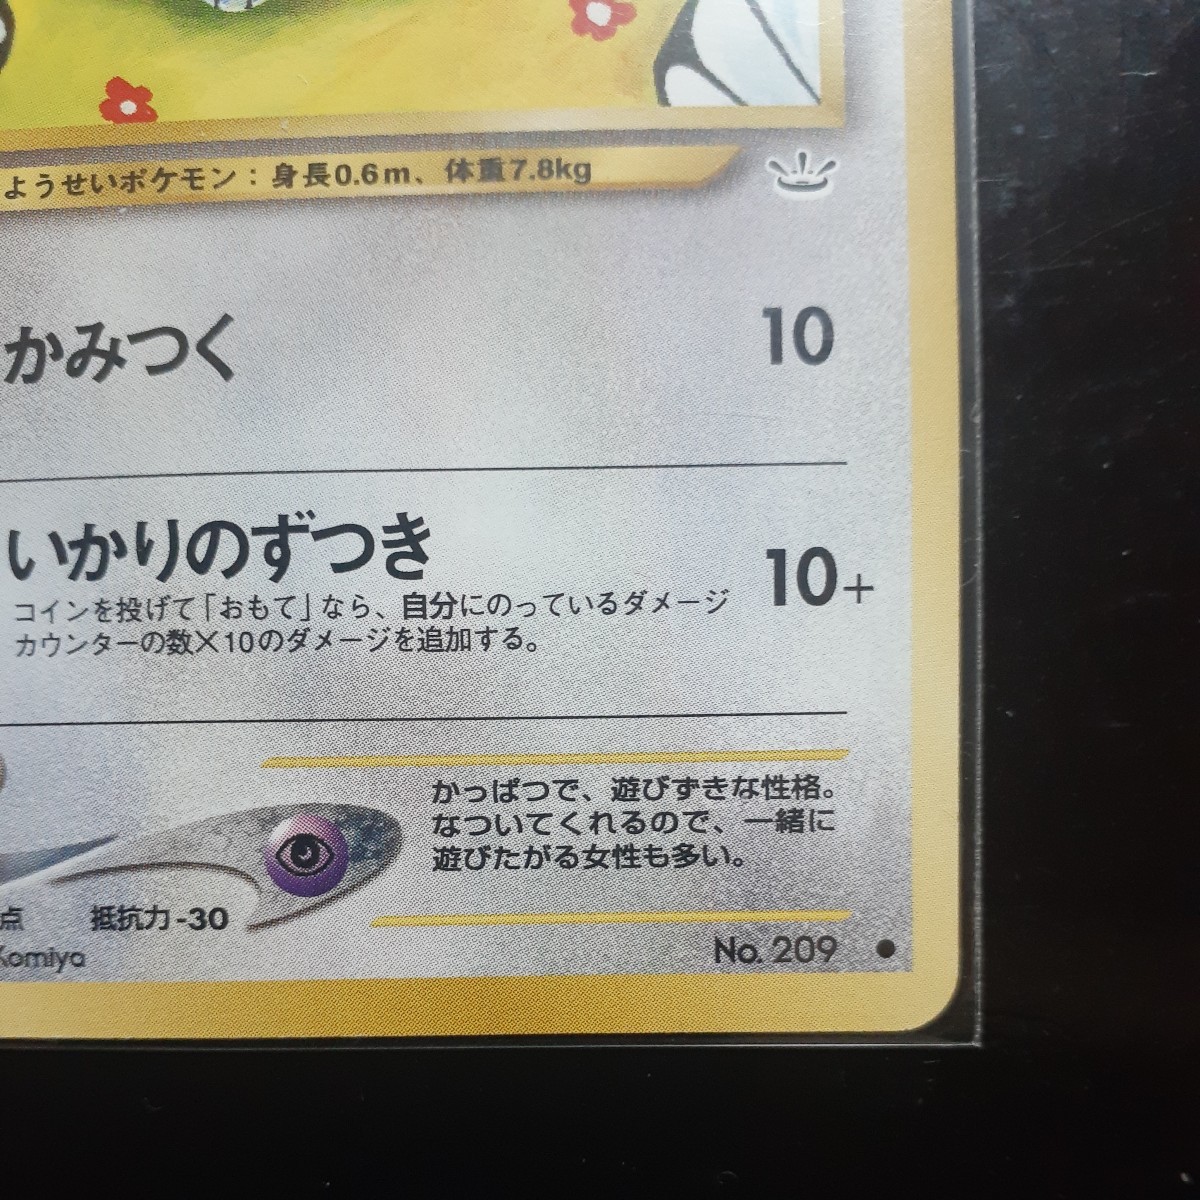 ようせいポケモン：身長0.6m、体重7.8kg
かみつく 10
いかりのずつき 10+
コインを投げて「おもて」なら、自分にのっているダメージ
カウンターの数×10のダメージを追加する。
かっぱつで、遊びずきな性格。
なついてくれるので、一緒に
遊びたがる女性も多い。
点 抵抗力 -30
Komiya No. 209 ●